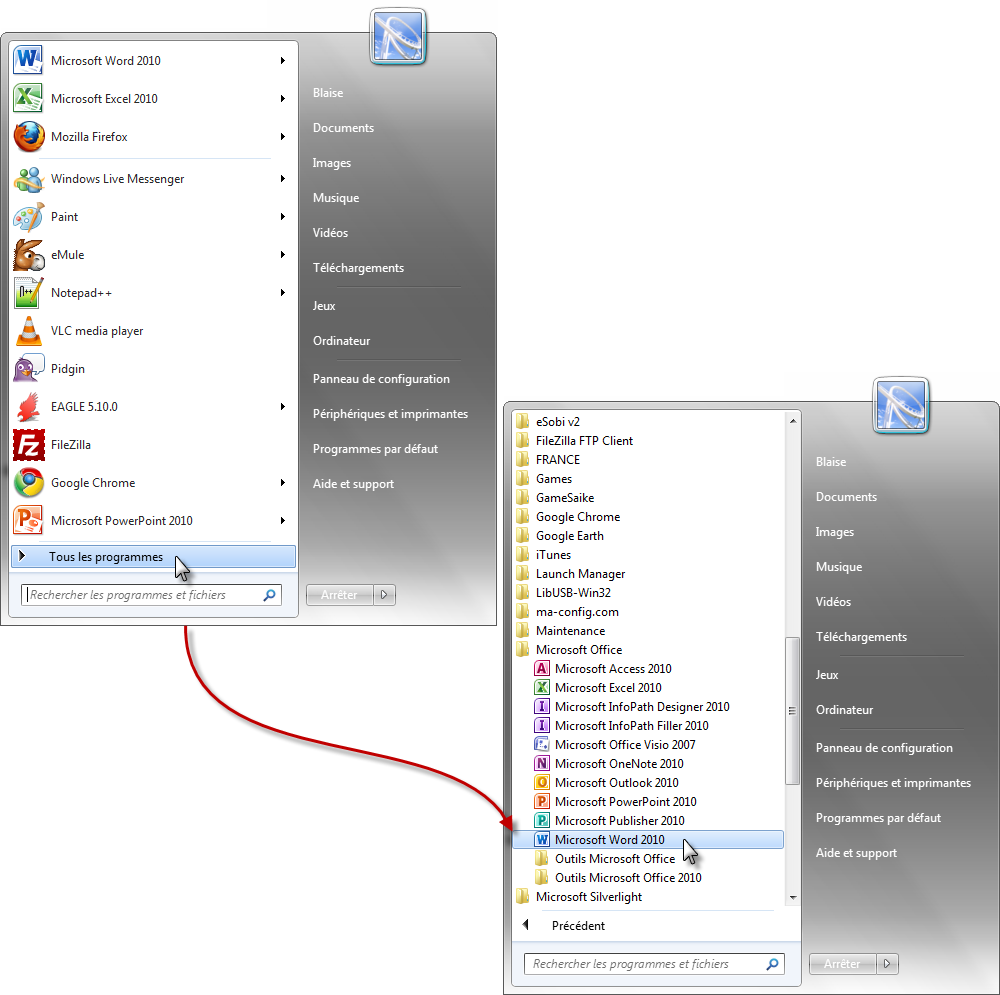 Microsoft Word 2010
Microsoft Excel 2010
Mozilla Firefox
Windows Live Messenger
Paint
eMule
Notepad++
VLC media player
Pidgin
EAGLE 5.10.0
FileZilla
Google Chrome
Microsoft PowerPoint 2010
Tous les programmes
Rechercher les programmes et fichiers
Blaise
Documents
Images
Musique
Vidéos
Téléchargements
Jeux
Ordinateur
Panneau de configuration
Périphériques et imprimantes
Programmes par défaut
Aide et support
Arrêter
eSobi v2
FileZilla FTP Client
FRANCE
Games
GameSaike
Google Chrome
Google Earth
iTunes
Launch Manager
LibUSB-Win32
ma-config.com
Maintenance
Microsoft Office
Microsoft Access 2010
Microsoft Excel 2010
Microsoft InfoPath Designer 2010
Microsoft InfoPath Filler 2010
Microsoft Office Visio 2007
Microsoft OneNote 2010
Microsoft Outlook 2010
Microsoft PowerPoint 2010
Microsoft Publisher 2010
Microsoft Word 2010
Outils Microsoft Office
Outils Microsoft Office 2010
Microsoft Silverlight
Précédent
Rechercher les programmes et fichiers
Blaise
Documents
Images
Musique
Vidéos
Téléchargements
Jeux
Ordinateur
Panneau de configuration
Périphériques et imprimantes
Programmes par défaut
Aide et support
Arrêter